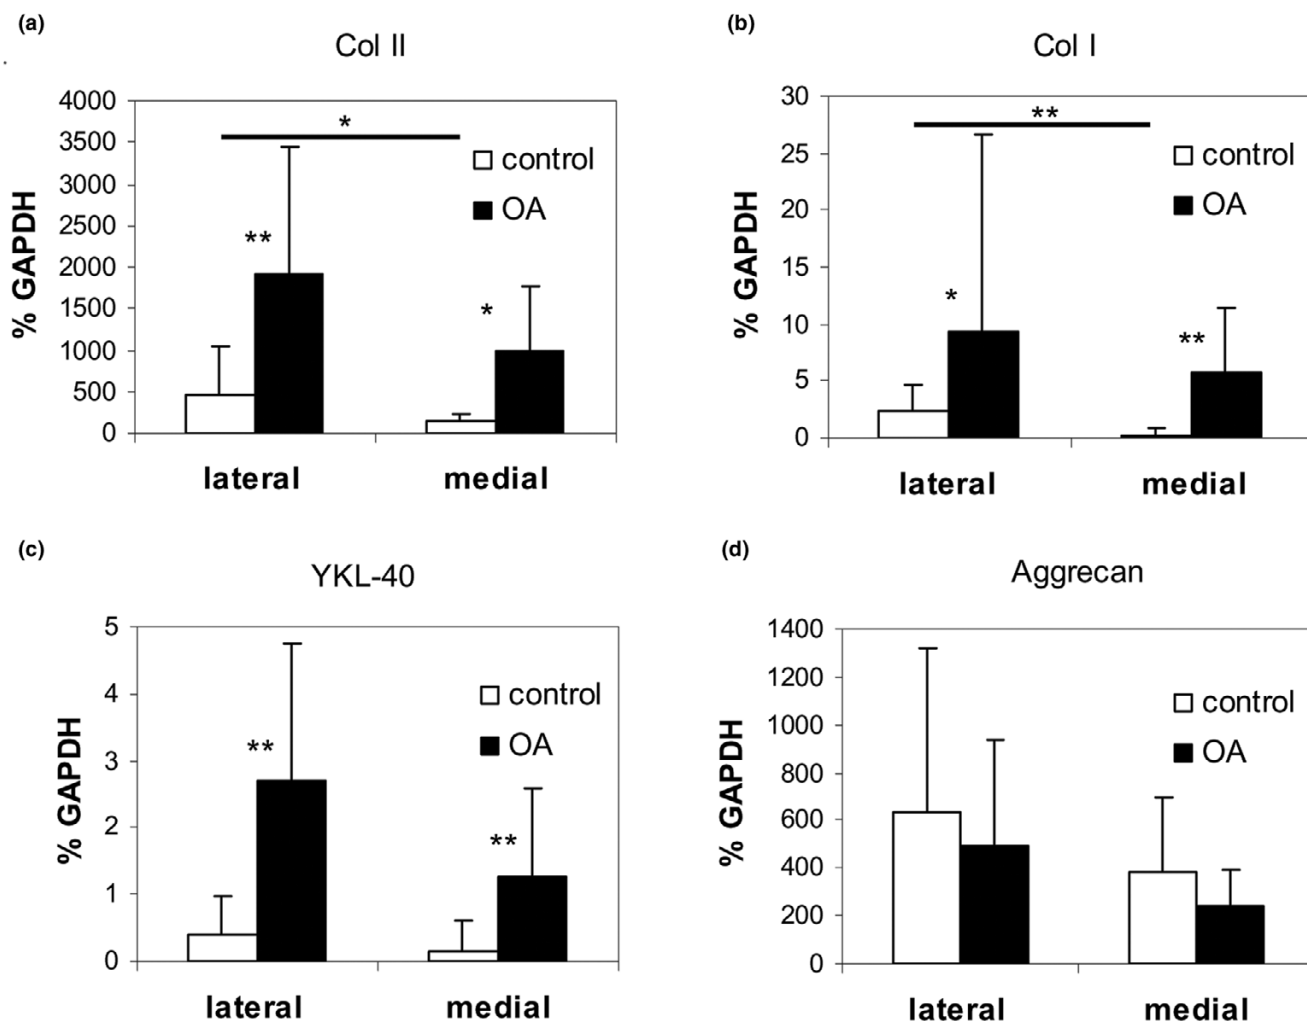 (a)
Col II
4000
3500
3000
2500
2000
1500
1000
500
0
% GAPDH
*
**
*
control
OA
lateral medial
(b)
Col I
30
25
20
15
10
5
0
% GAPDH
**
*
**
control
OA
lateral medial
(c)
YKL-40
5
4
3
2
1
0
% GAPDH
**
**
control
OA
lateral medial
(d)
Aggrecan
1400
1200
1000
800
600
400
200
0
% GAPDH
control
OA
lateral medial